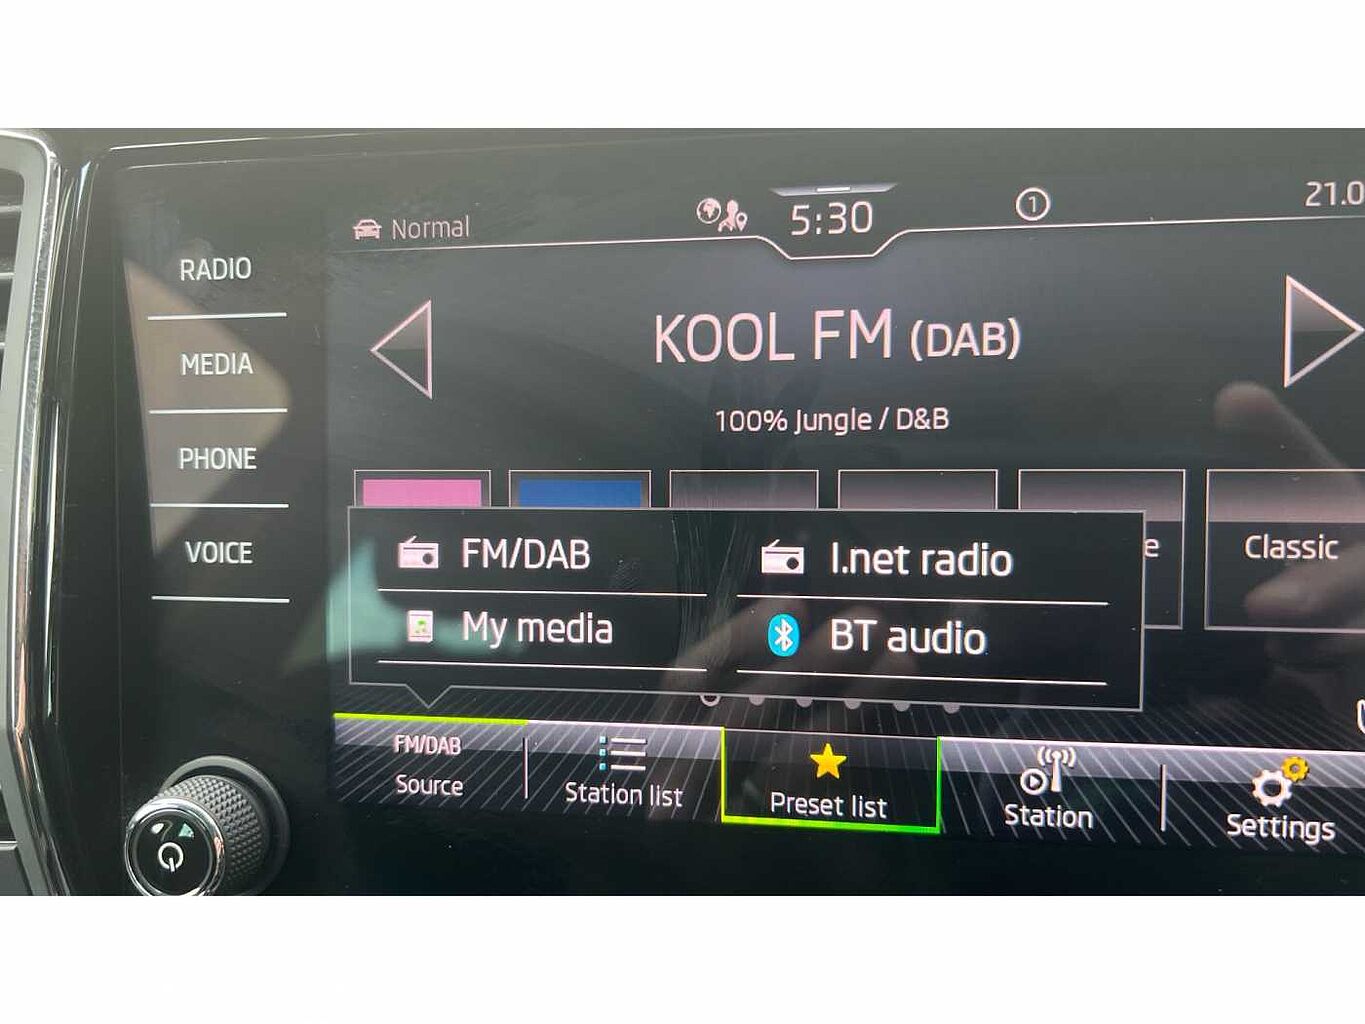 Normal
5:30
1
21.0
RADIO
MEDIA
PHONE
VOICE
KOOL FM (DAB)
100% Jungle / D&B
Classic
FM/DAB
I.net radio
My media
BT audio
FM/DAB
Source
Station list
Preset list
Station
Settings